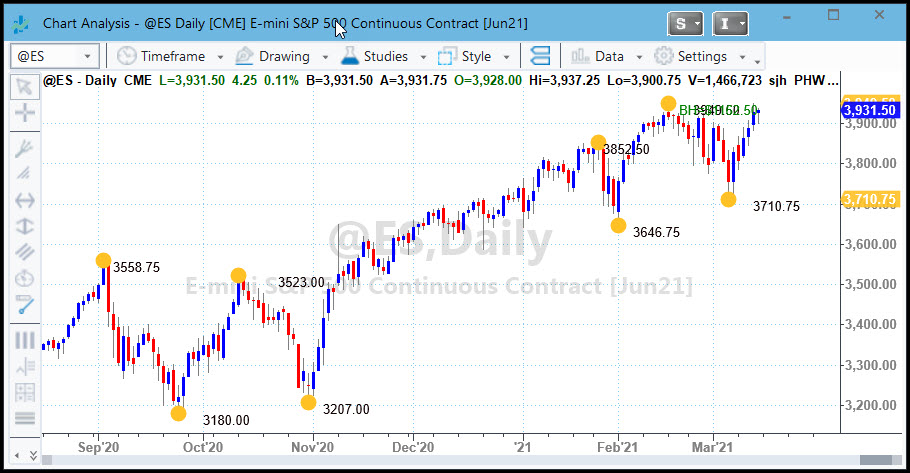 Chart Analysis - @ES Daily [CME] E-mini S&P 500 Continuous Contract [Jun21]
S
I
@ES
Timeframe
Drawing
Studies
Style
Data
Settings
@ES - Daily CME L=3,931.50 4.25 0.11% B=3,931.50 A=3,931.75 O=3,928.00 Hi=3,937.25 Lo=3,900.75 V=1,466,723 sjh PHW ...
3,931.50
3,900.00
3852.50
3,800.00
3,710.75
3710.75
3646.75
@ES,Daily
3,600.00
3558.75
3523.00
E-mini S&P 500 Continuous Contract [Jun21]
3,500.00
3,400.00
3,300.00
3207.00
3180.00
3,200.00
Sep'20
Oct'20
Nov'20
Dec'20
'21
Feb'21
Mar'21